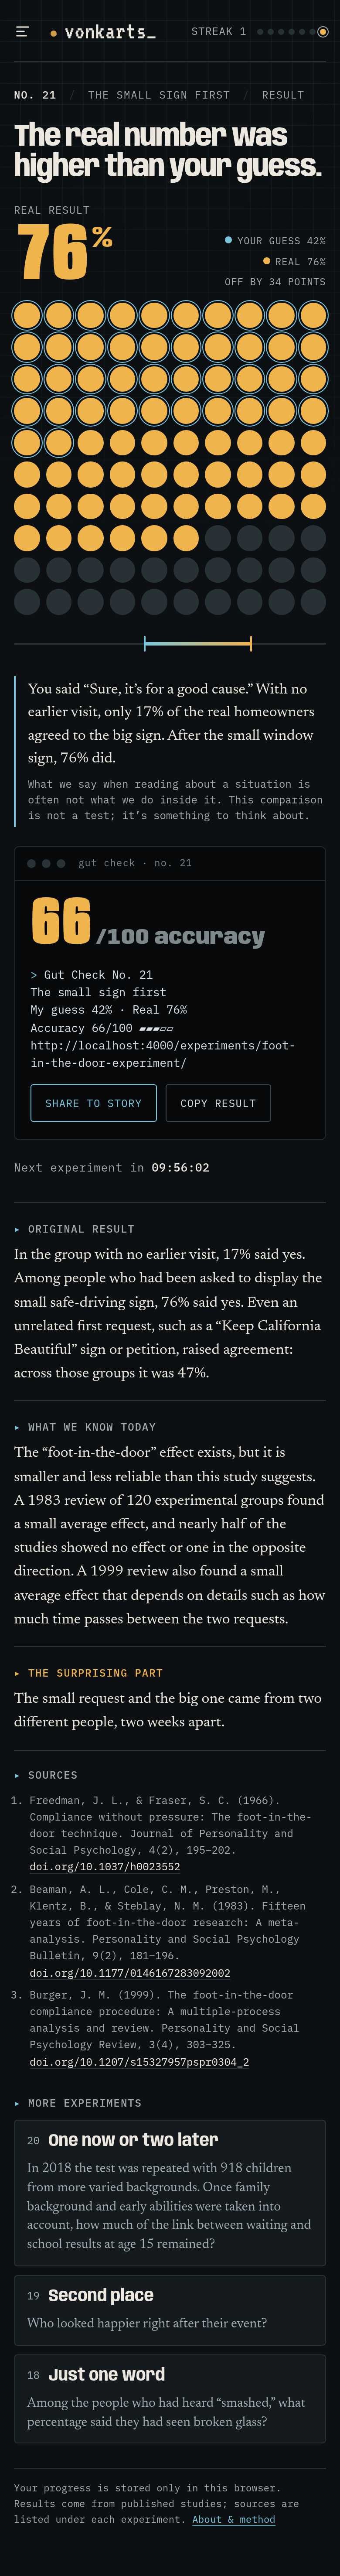 vonkarts_
STREAK 1
NO. 21 / THE SMALL SIGN FIRST / RESULT
The real number was
higher than your guess.
REAL RESULT
76%
YOUR GUESS 42%
REAL 76%
OFF BY 34 POINTS
You said “Sure, it’s for a good cause.” With no
earlier visit, only 17% of the real homeowners
agreed to the big sign. After the small window
sign, 76% did.
What we say when reading about a situation is
often not what we do inside it. This comparison
is not a test; it’s something to think about.
gut check · no. 21
66/100 accuracy
> Gut Check No. 21
The small sign first
My guess 42% · Real 76%
Accuracy 66/100 ▰▰▰▱▱
http://localhost:4000/experiments/foot-
in-the-door-experiment/
SHARE TO STORY
COPY RESULT
Next experiment in 09:56:02
▸ ORIGINAL RESULT
In the group with no earlier visit, 17% said yes.
Among people who had been asked to display the
small safe-driving sign, 76% said yes. Even an
unrelated first request, such as a “Keep California
Beautiful” sign or petition, raised agreement:
across those groups it was 47%.
▸ WHAT WE KNOW TODAY
The “foot-in-the-door” effect exists, but it is
smaller and less reliable than this study suggests.
A 1983 review of 120 experimental groups found
a small average effect, and nearly half of the
studies showed no effect or one in the opposite
direction. A 1999 review also found a small
average effect that depends on details such as how
much time passes between the two requests.
▸ THE SURPRISING PART
The small request and the big one came from two
different people, two weeks apart.
▸ SOURCES
1. Freedman, J. L., & Fraser, S. C. (1966).
Compliance without pressure: The foot-in-the-
door technique. Journal of Personality and
Social Psychology, 4(2), 195–202.
doi.org/10.1037/h0023552
2. Beaman, A. L., Cole, C. M., Preston, M.,
Klentz, B., & Steblay, N. M. (1983). Fifteen
years of foot-in-the-door research: A meta-
analysis. Personality and Social Psychology
Bulletin, 9(2), 181–196.
doi.org/10.1177/0146167283092002
3. Burger, J. M. (1999). The foot-in-the-door
compliance procedure: A multiple-process
analysis and review. Personality and Social
Psychology Review, 3(4), 303–325.
doi.org/10.1207/s15327957pspr0304_2
▸ MORE EXPERIMENTS
20 One now or two later
In 2018 the test was repeated with 918 children
from more varied backgrounds. Once family
background and early abilities were taken into
account, how much of the link between waiting and
school results at age 15 remained?
19 Second place
Who looked happier right after their event?
18 Just one word
Among the people who had heard “smashed,” what
percentage said they had seen broken glass?
Your progress is stored only in this browser.
Results come from published studies; sources are
listed under each experiment. About & method